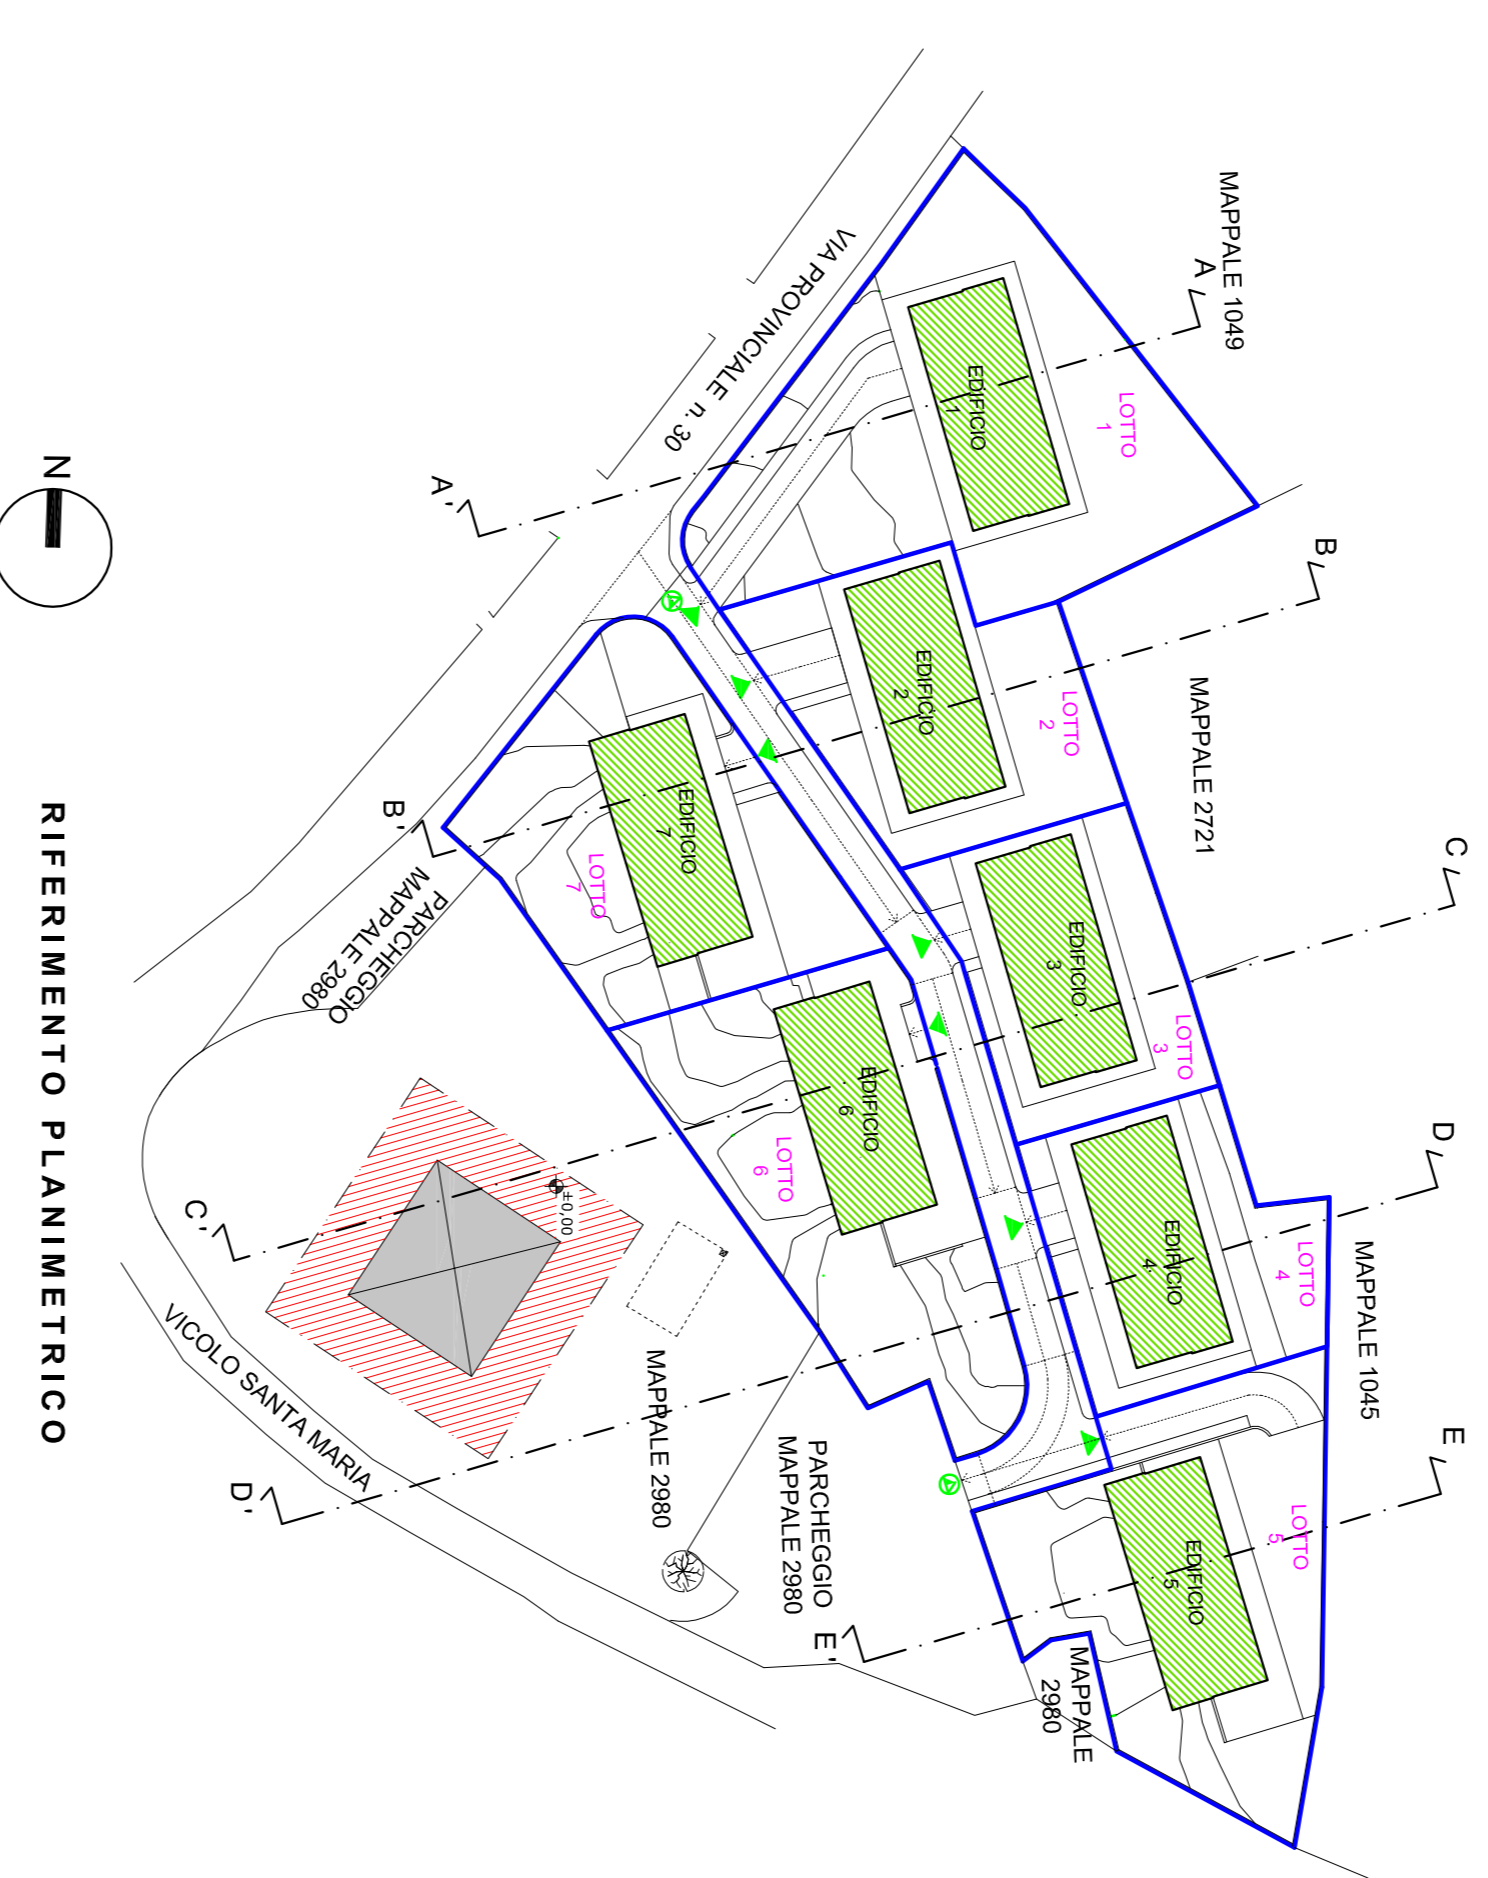 MAPPALE 1049
A
LOTTO
1
EDIFICIO
1
VIA PROVINCIALE n. 30
A'
N
B
MAPPALE 2721
LOTTO
2
EDIFICIO
2
EDIFICIO
7
LOTTO
7
B'
PARCHEGGIO
MAPPALE 2980
C
LOTTO
3
EDIFICIO
3
EDIFICIO
6
LOTTO
6
±0,00
C'
D
MAPPALE 1045
LOTTO
4
EDIFICIO
4
MAPPALE 2980
VICOLO SANTA MARIA
D'
E
LOTTO
5
EDIFICIO
5
PARCHEGGIO
MAPPALE 2980
E'
MAPPALE
2980
RIFERIMENTO PLANIMETRICO